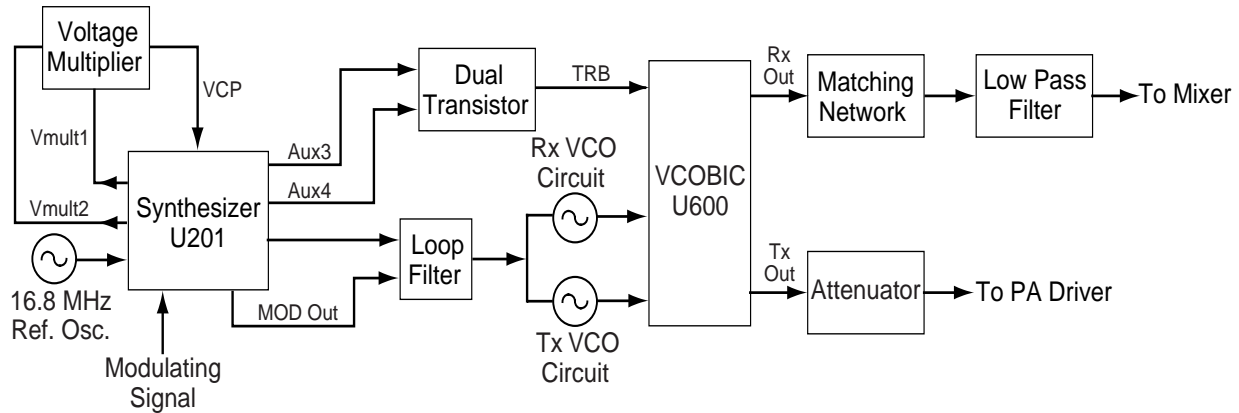 Voltage
Multiplier
VCP
Vmult1
Vmult2
Synthesizer
U201
16.8 MHz
Ref. Osc.
Modulating
Signal
MOD Out
Aux3
Aux4
Dual
Transistor
TRB
Loop
Filter
Rx VCO
Circuit
Tx VCO
Circuit
VCOBIC
U600
Rx
Out
Matching
Network
Low Pass
Filter
To Mixer
Tx
Out
Attenuator
To PA Driver